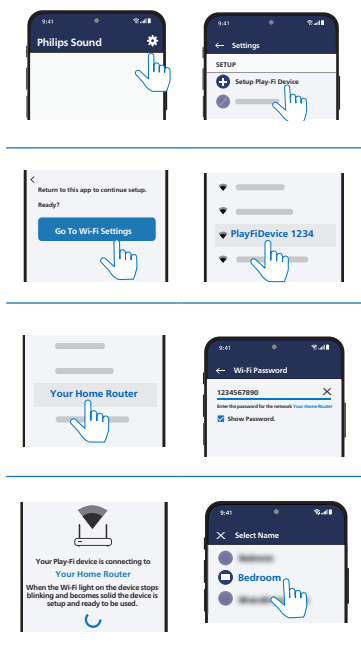 9:41
Philips Sound
9:41
← Settings
SETUP
Setup Play-Fi Device
Return to this app to continue setup.
Ready?
Go To Wi-Fi Settings
PlayFiDevice 1234
Your Home Router
9:41
← Wi-Fi Password
1234567890
Enter the password for the network Your Home Router
Show Password.
Your Play-Fi device is connecting to
Your Home Router
When the Wi-Fi light on the device stops
blinking and becomes solid the device is
setup and ready to be used.
9:41
Select Name
Bedroom